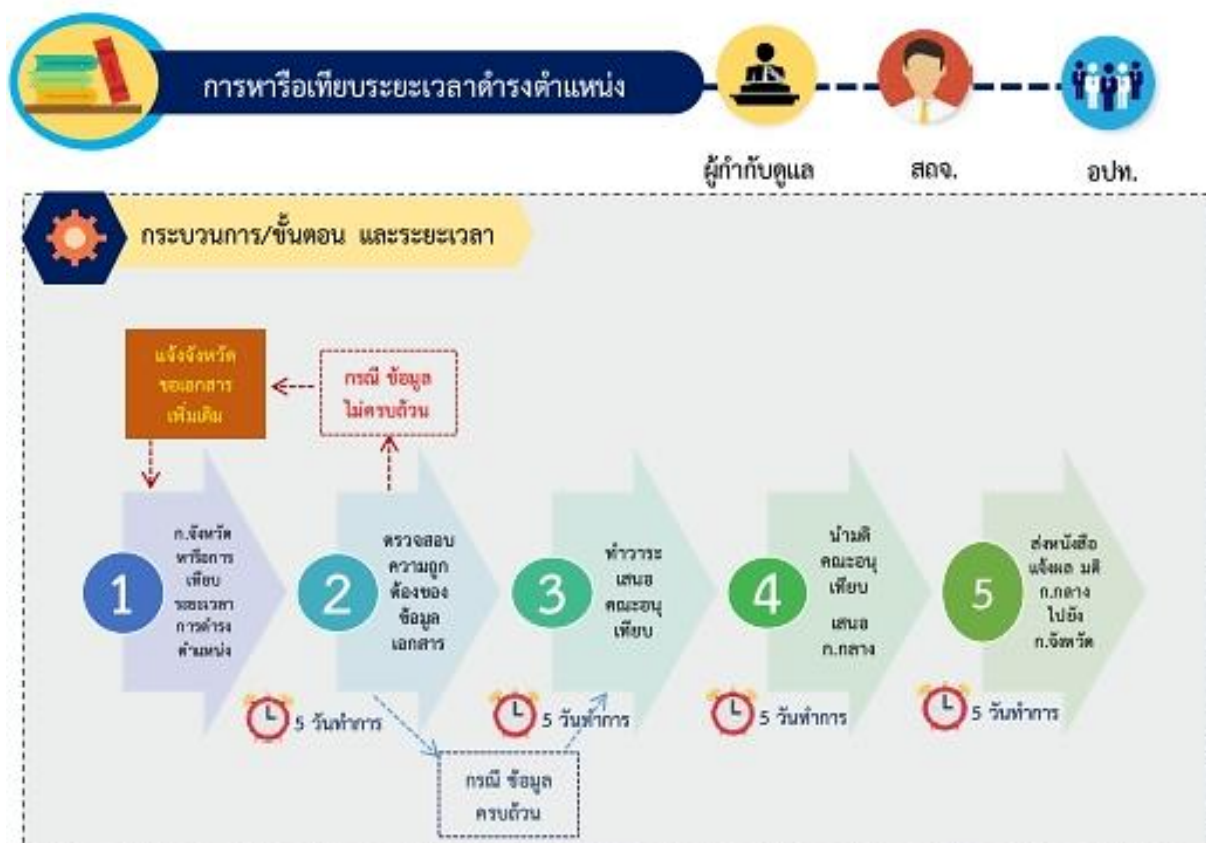 การหารือเทียบระยะเวลาดำรงตำแหน่ง
ผู้กำกับดูแล
สถจ.
อปท.
กระบวนการ/ขั้นตอน และระยะเวลา
แจ้งจังหวัด
ขอเอกสาร
เพิ่มเติม
กรณี ข้อมูล
ไม่ครบถ้วน
1
ก.จังหวัด
หารือการ
เทียบ
ระยะเวลา
การดำรง
ตำแหน่ง
2
ตรวจสอบ
ความถูก
ต้องของ
ข้อมูล
เอกสาร
3
ทำวาระ
เสนอ
คณะอนุ
เทียบ
4
นำมติ
คณะอนุ
เทียบ
เสนอ
ก.กลาง
5
ส่งหนังสือ
แจ้งผล มติ
ก.กลาง
ไปยัง
ก.จังหวัด
5 วันทำการ
5 วันทำการ
5 วันทำการ
5 วันทำการ
กรณี ข้อมูล
ครบถ้วน